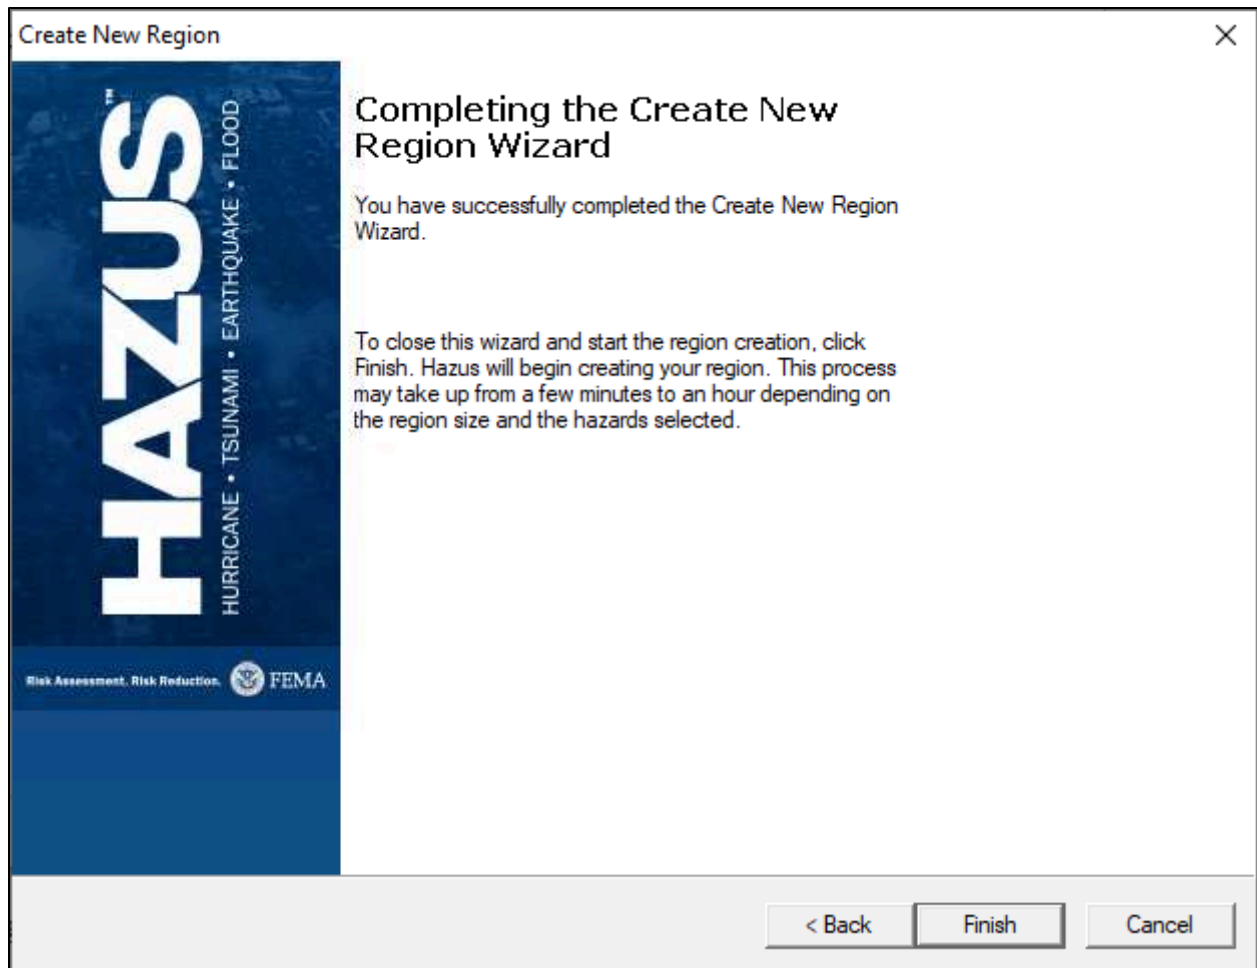 Create New Region
HAZUS™
HURRICANE • TSUNAMI • EARTHQUAKE • FLOOD
Risk Assessment. Risk Reduction. FEMA
Completing the Create New
Region Wizard
You have successfully completed the Create New Region
Wizard.
To close this wizard and start the region creation, click
Finish. Hazus will begin creating your region. This process
may take up from a few minutes to an hour depending on
the region size and the hazards selected.
< Back Finish Cancel